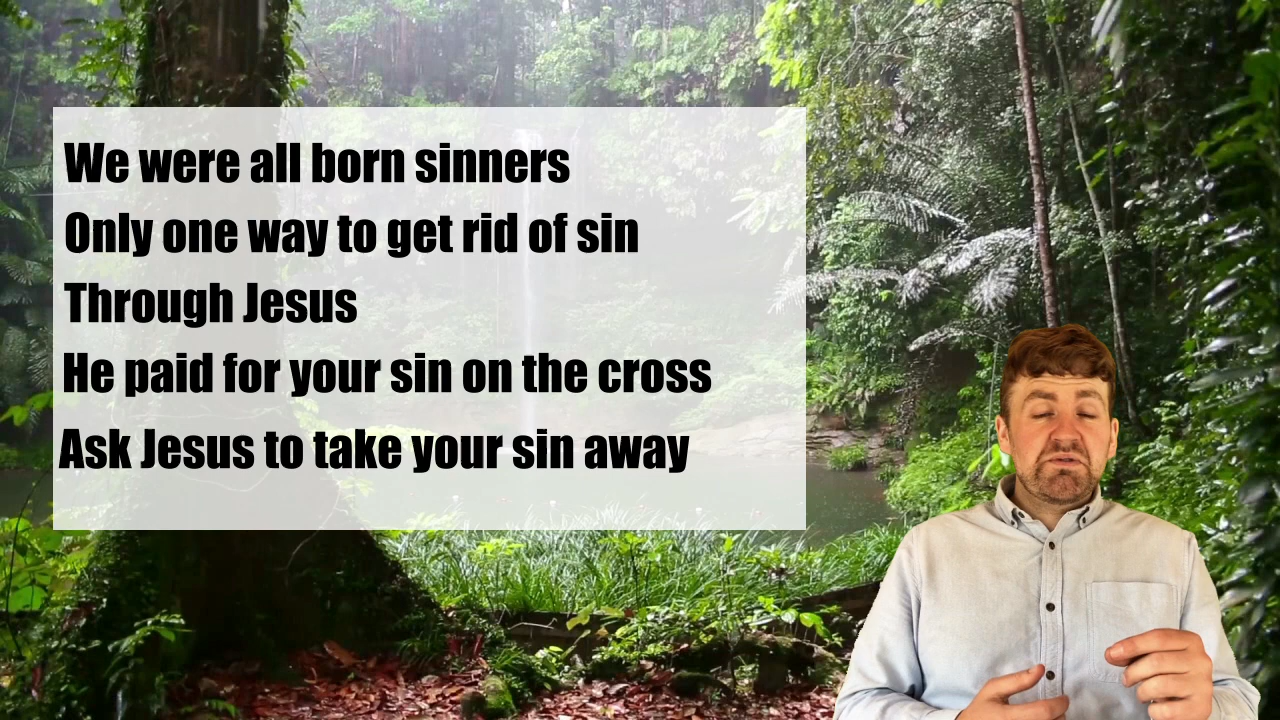 We were all born sinners
Only one way to get rid of sin
Through Jesus
He paid for your sin on the cross
Ask Jesus to take your sin away